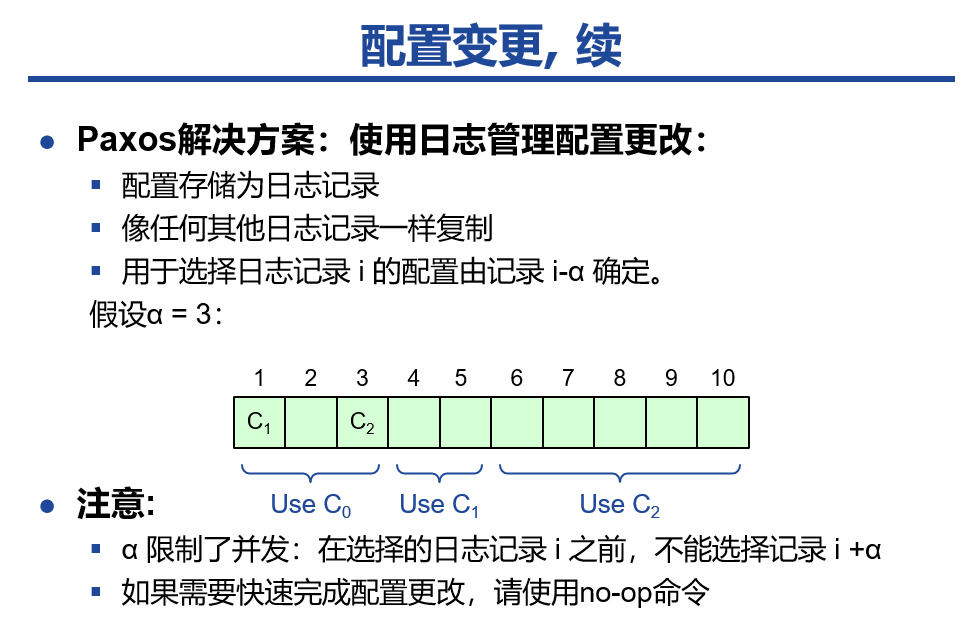 配置变更, 续
Paxos解决方案：使用日志管理配置更改：
配置存储为日志记录
像任何其他日志记录一样复制
用于选择日志记录 i 的配置由记录 i-α 确定。
假设α = 3：
1 2 3 4 5 6 7 8 9 10
C1 C2
Use C0 Use C1 Use C2
注意:
α 限制了并发：在选择的日志记录 i 之前，不能选择记录 i +α
如果需要快速完成配置更改，请使用no-op命令